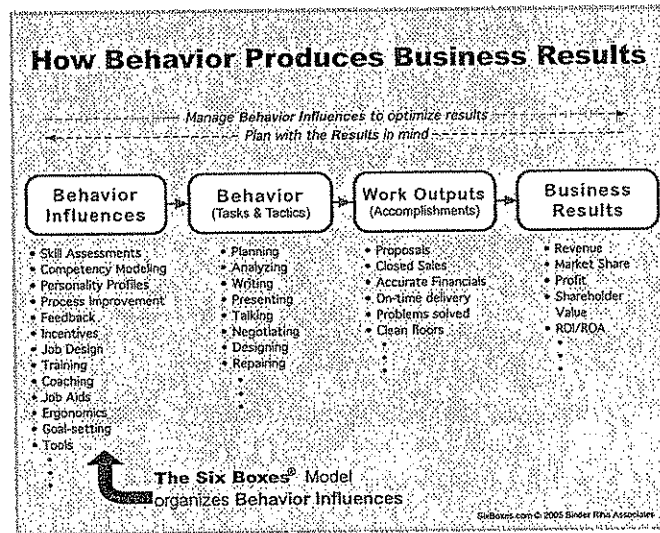 How Behavior Produces Business Results
Manage Behavior Influences to optimize results
Plan with the Results in mind
Behavior
Influences
• Skill Assessments
• Competency Modeling
• Personality Profiles
• Process Improvement
• Feedback
• Incentives
• Job Design
• Training
• Coaching
• Job Aids
• Ergonomics
• Goal-setting
• Tools
Behavior
(Tasks & Tactics)
• Planning
• Analyzing
• Writing
• Presenting
• Talking
• Negotiating
• Designing
• Repairing
Work Outputs
(Accomplishments)
• Proposals
• Closed Sales
• Accurate Financials
• On-time delivery
• Problems solved
• Clean floors
Business
Results
• Revenue
• Market Share
• Profit
• Shareholder
Value
• ROI/ROA
The Six Boxes® Model
organizes Behavior Influences
SixBoxes.com © 2005 Binder Riha Associates